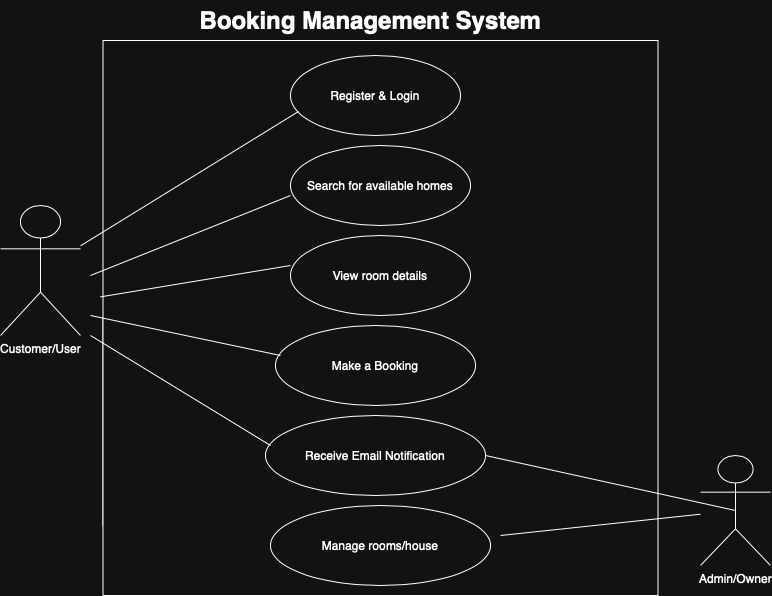 Booking Management System
Register & Login
Search for available homes
View room details
Customer/User
Make a Booking
Receive Email Notification
Manage rooms/house
Admin/Owner